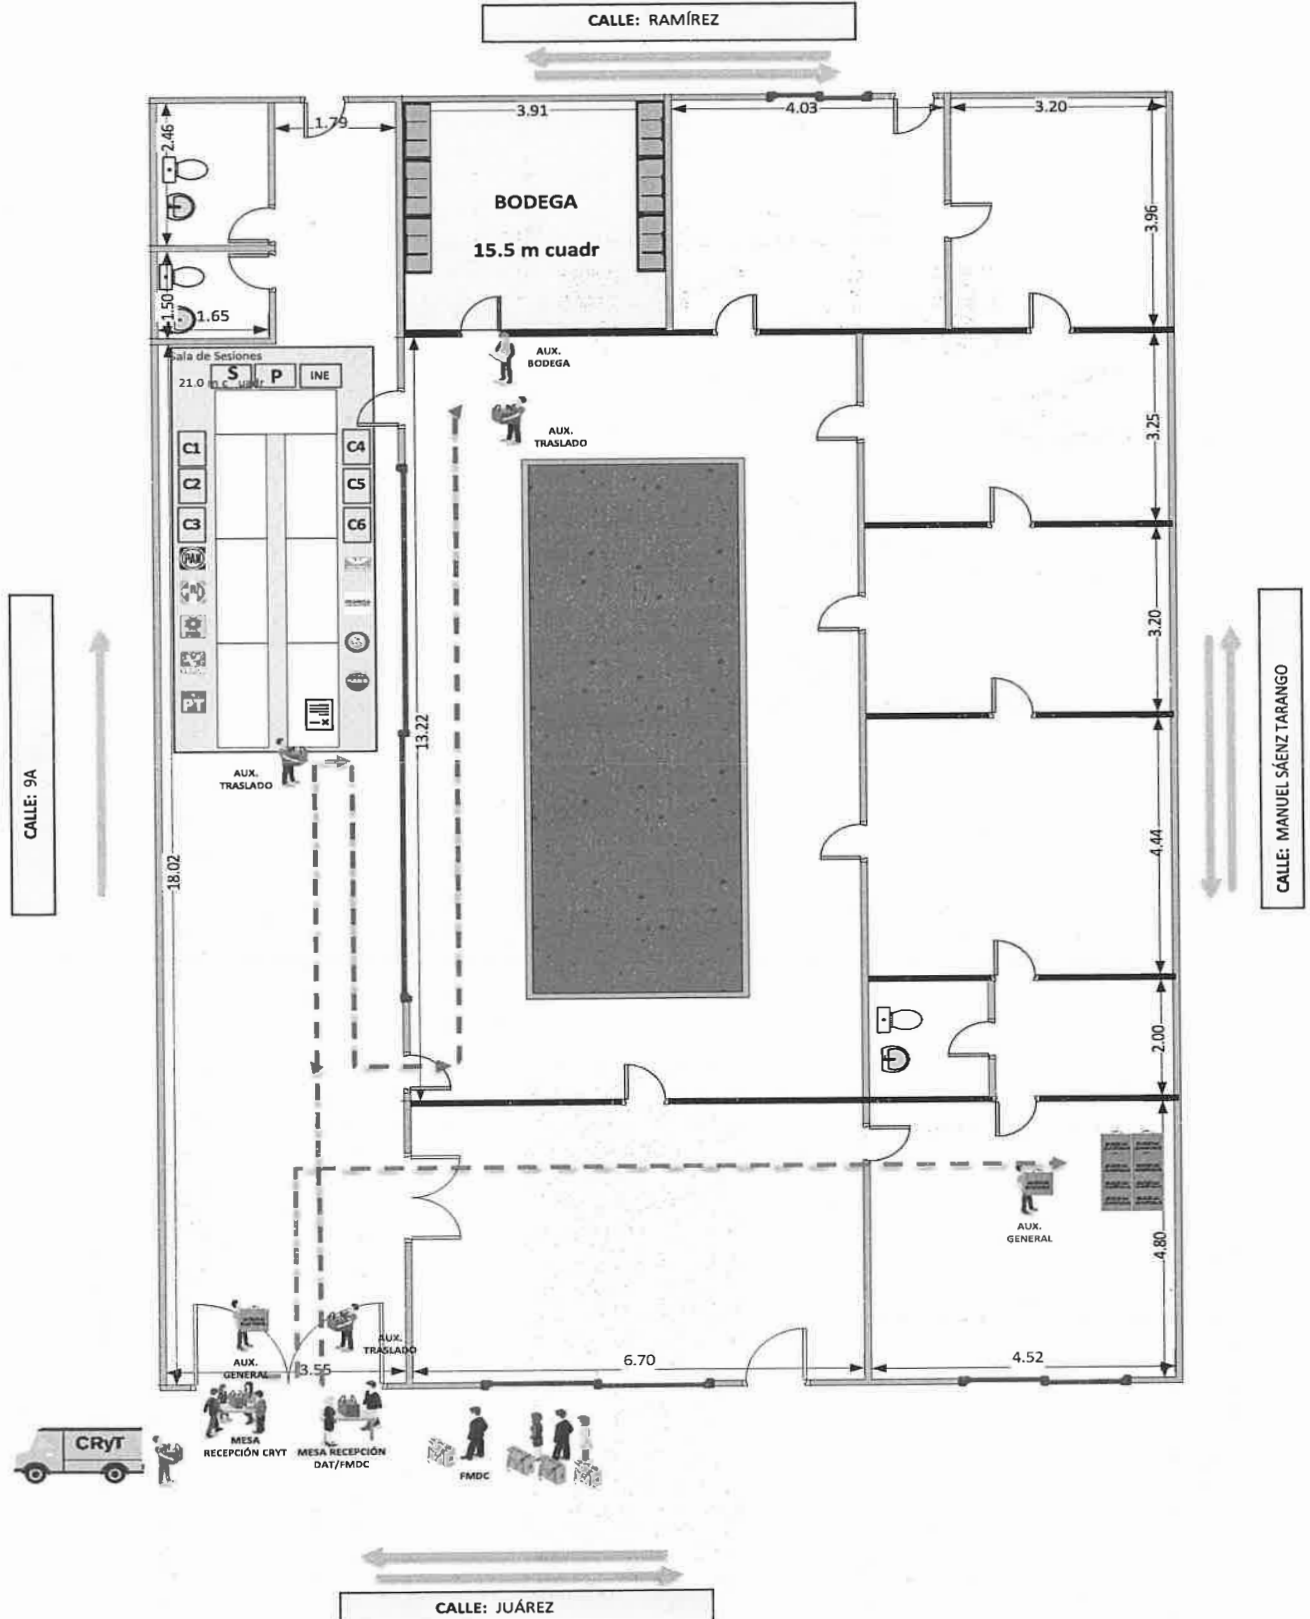 CALLE: RAMÍREZ
2.46
1.79
3.91
4.03
3.20
BODEGA
15.5 m cuadr
3.96
1.50
1.65
Sala de Sesiones
21.0 m c uadr
S
P
INE
AUX.
BODEGA
AUX.
TRASLADO
3.25
C1
C2
C3
C4
C5
C6
PAN
PT
3.20
13.22
CALLE: 9A
CALLE: MANUEL SÁENZ TARANGO
AUX.
TRASLADO
18.02
4.44
2.00
AUX.
GENERAL
4.80
AUX.
GENERAL
AUX.
TRASLADO
3.55
6.70
4.52
CRyT
MESA
RECEPCIÓN CRYT
MESA RECEPCIÓN
DAT/FMDC
FMDC
CALLE: JUÁREZ